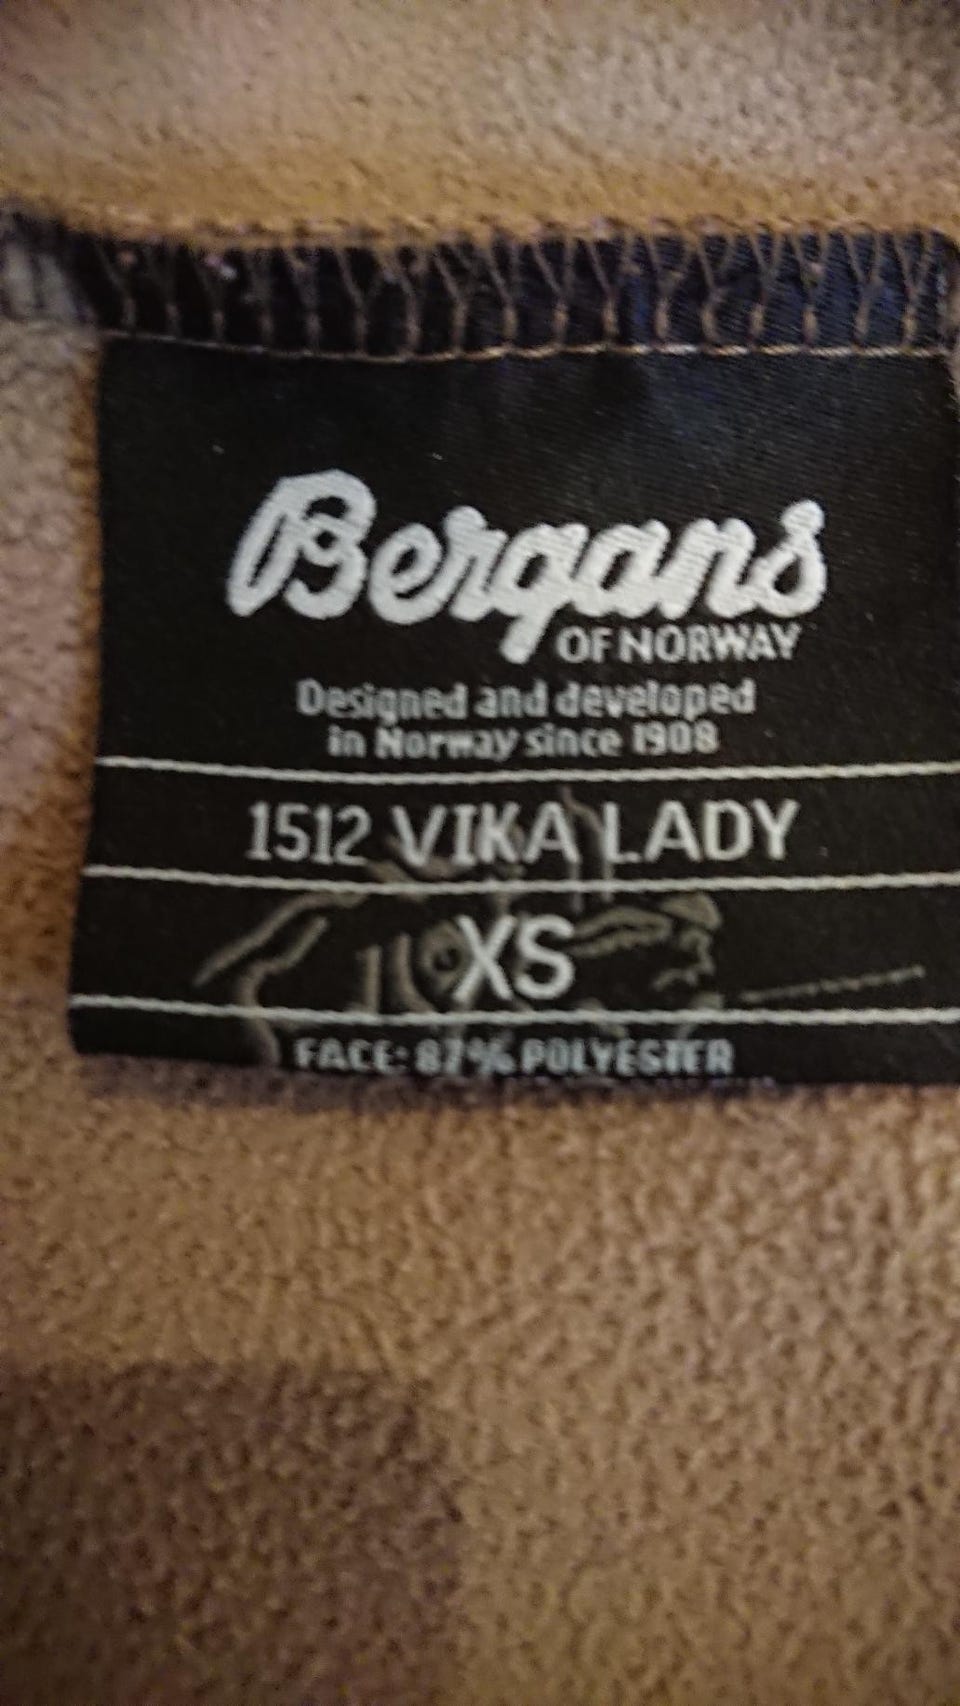 Bergans
OF NORWAY
Designed and developed
in Norway since 1908
1512 VIKA LADY
XS
FACE: 87% POLYESTER